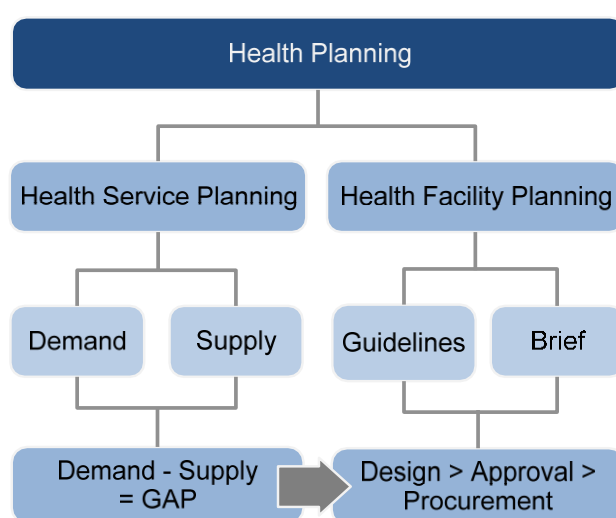 Health Planning
Health Service Planning
Health Facility Planning
Demand
Supply
Guidelines
Brief
Demand - Supply
= GAP
Design > Approval >
Procurement